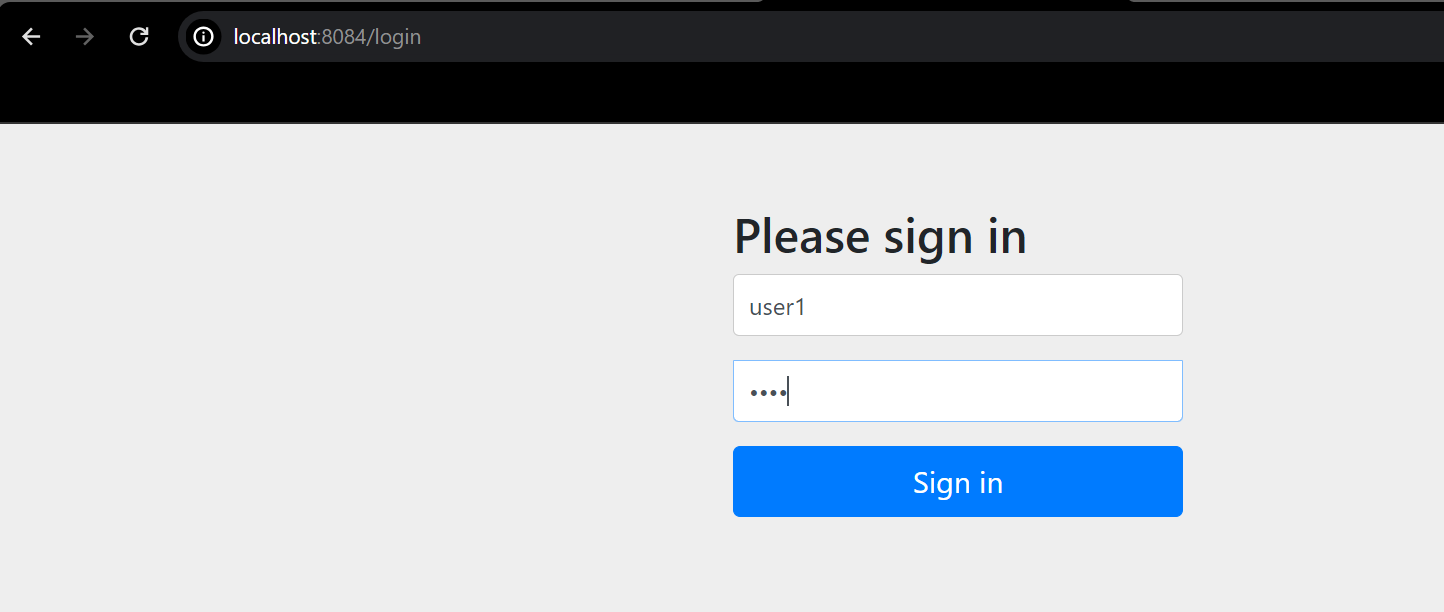 localhost:8084/login
Please sign in
user1
••••
Sign in